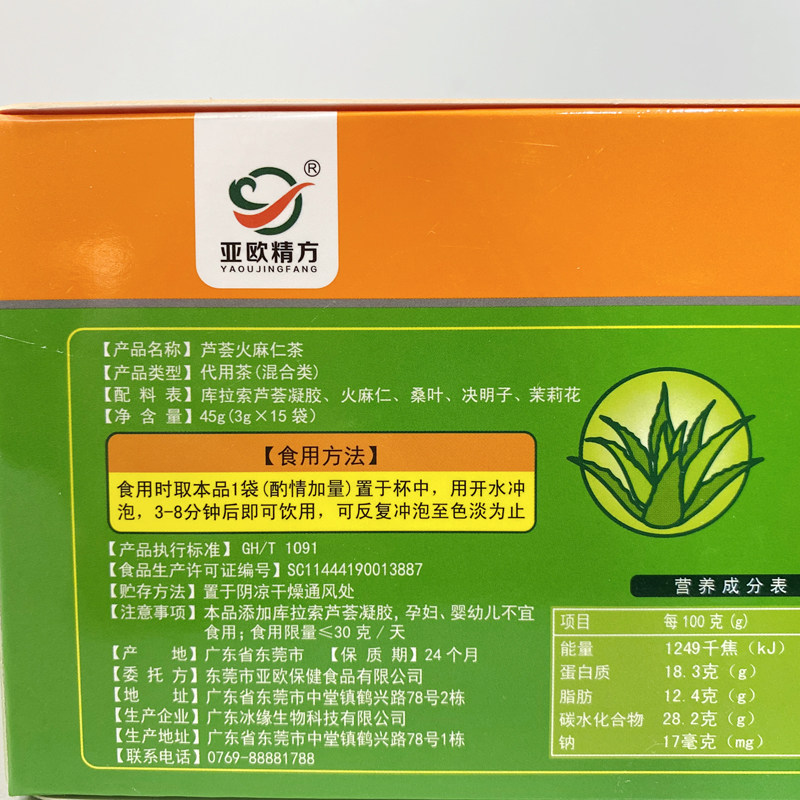 ®
亚欧精方
YAOUJINGFANG
【产品名称】芦荟火麻仁茶
【产品类型】代用茶(混合类)
【配 料 表】库拉索芦荟凝胶、火麻仁、桑叶、决明子、茉莉花
【净 含 量】45g(3g×15袋)
【食用方法】
食用时取本品1袋(酌情加量)置于杯中，用开水冲
泡，3-8分钟后即可饮用，可反复冲泡至色淡为止
【产品执行标准】GH/T 1091
【食品生产许可证编号】SC11444190013887
【贮存方法】置于阴凉干燥通风处
【注意事项】本品添加库拉索芦荟凝胶,孕妇、婴幼儿不宜
食用；食用限量≤30克/天
【产 地】广东省东莞市 【保 质 期】24个月
【委 托 方】东莞市亚欧保健食品有限公司
【地 址】广东省东莞市中堂镇鹤兴路78号2栋
【生产企业】广东冰缘生物科技有限公司
【生产地址】广东省东莞市中堂镇鹤兴路78号1栋
【联系电话】0769-88881788
营养成分表
项目 每100克(g)
能量 1249千焦(kJ)
蛋白质 18.3克(g)
脂肪 12.4克(g)
碳水化合物 28.2克(g)
钠 17毫克(mg)